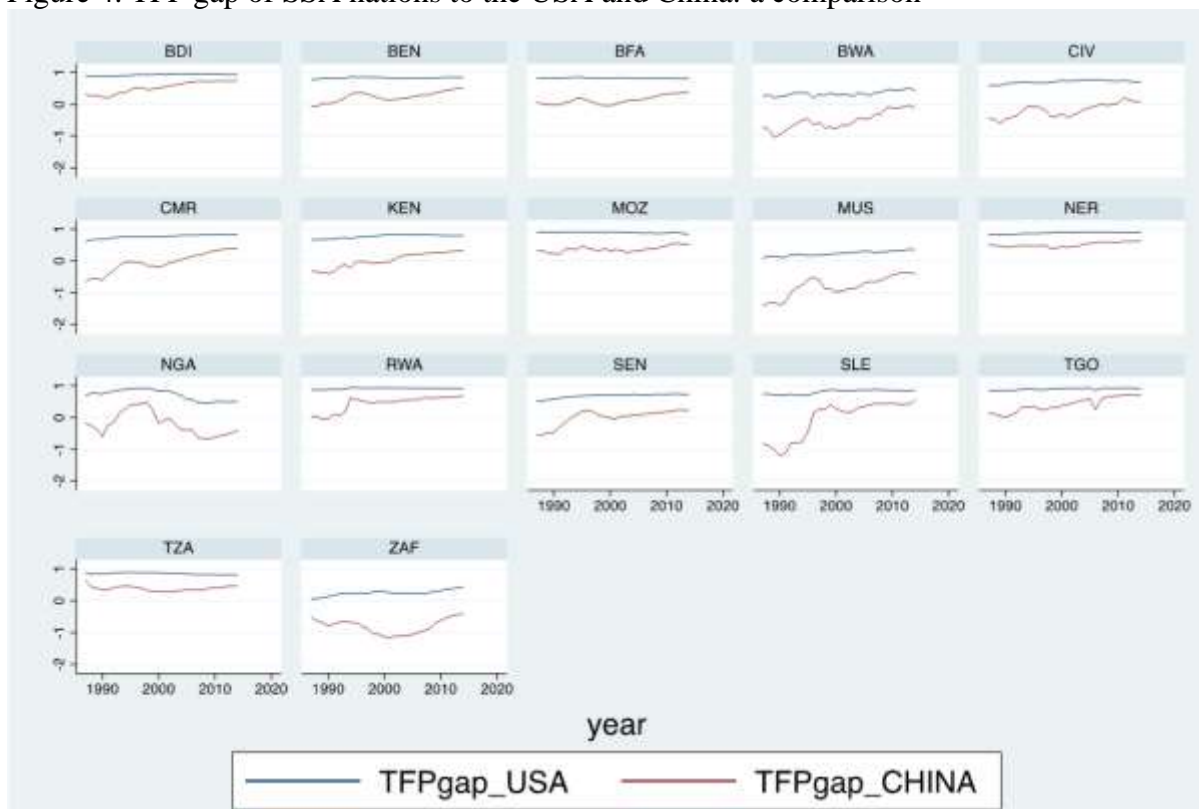 Figure 4: TFP gap of SSA nations to the USA and China: a comparison
BDI BEN BFA BWA CIV
1
0
-1
-2
CMR KEN MOZ MUS NER
1
0
-1
-2
NGA RWA SEN SLE TGO
1
0
-1
-2
1990 2000 2010 2020 1990 2000 2010 2020 1990 2000 2010 2020
TZA ZAF
1
0
-1
-2
1990 2000 2010 2020 1990 2000 2010 2020
year
TFPgap_USA TFPgap_CHINA